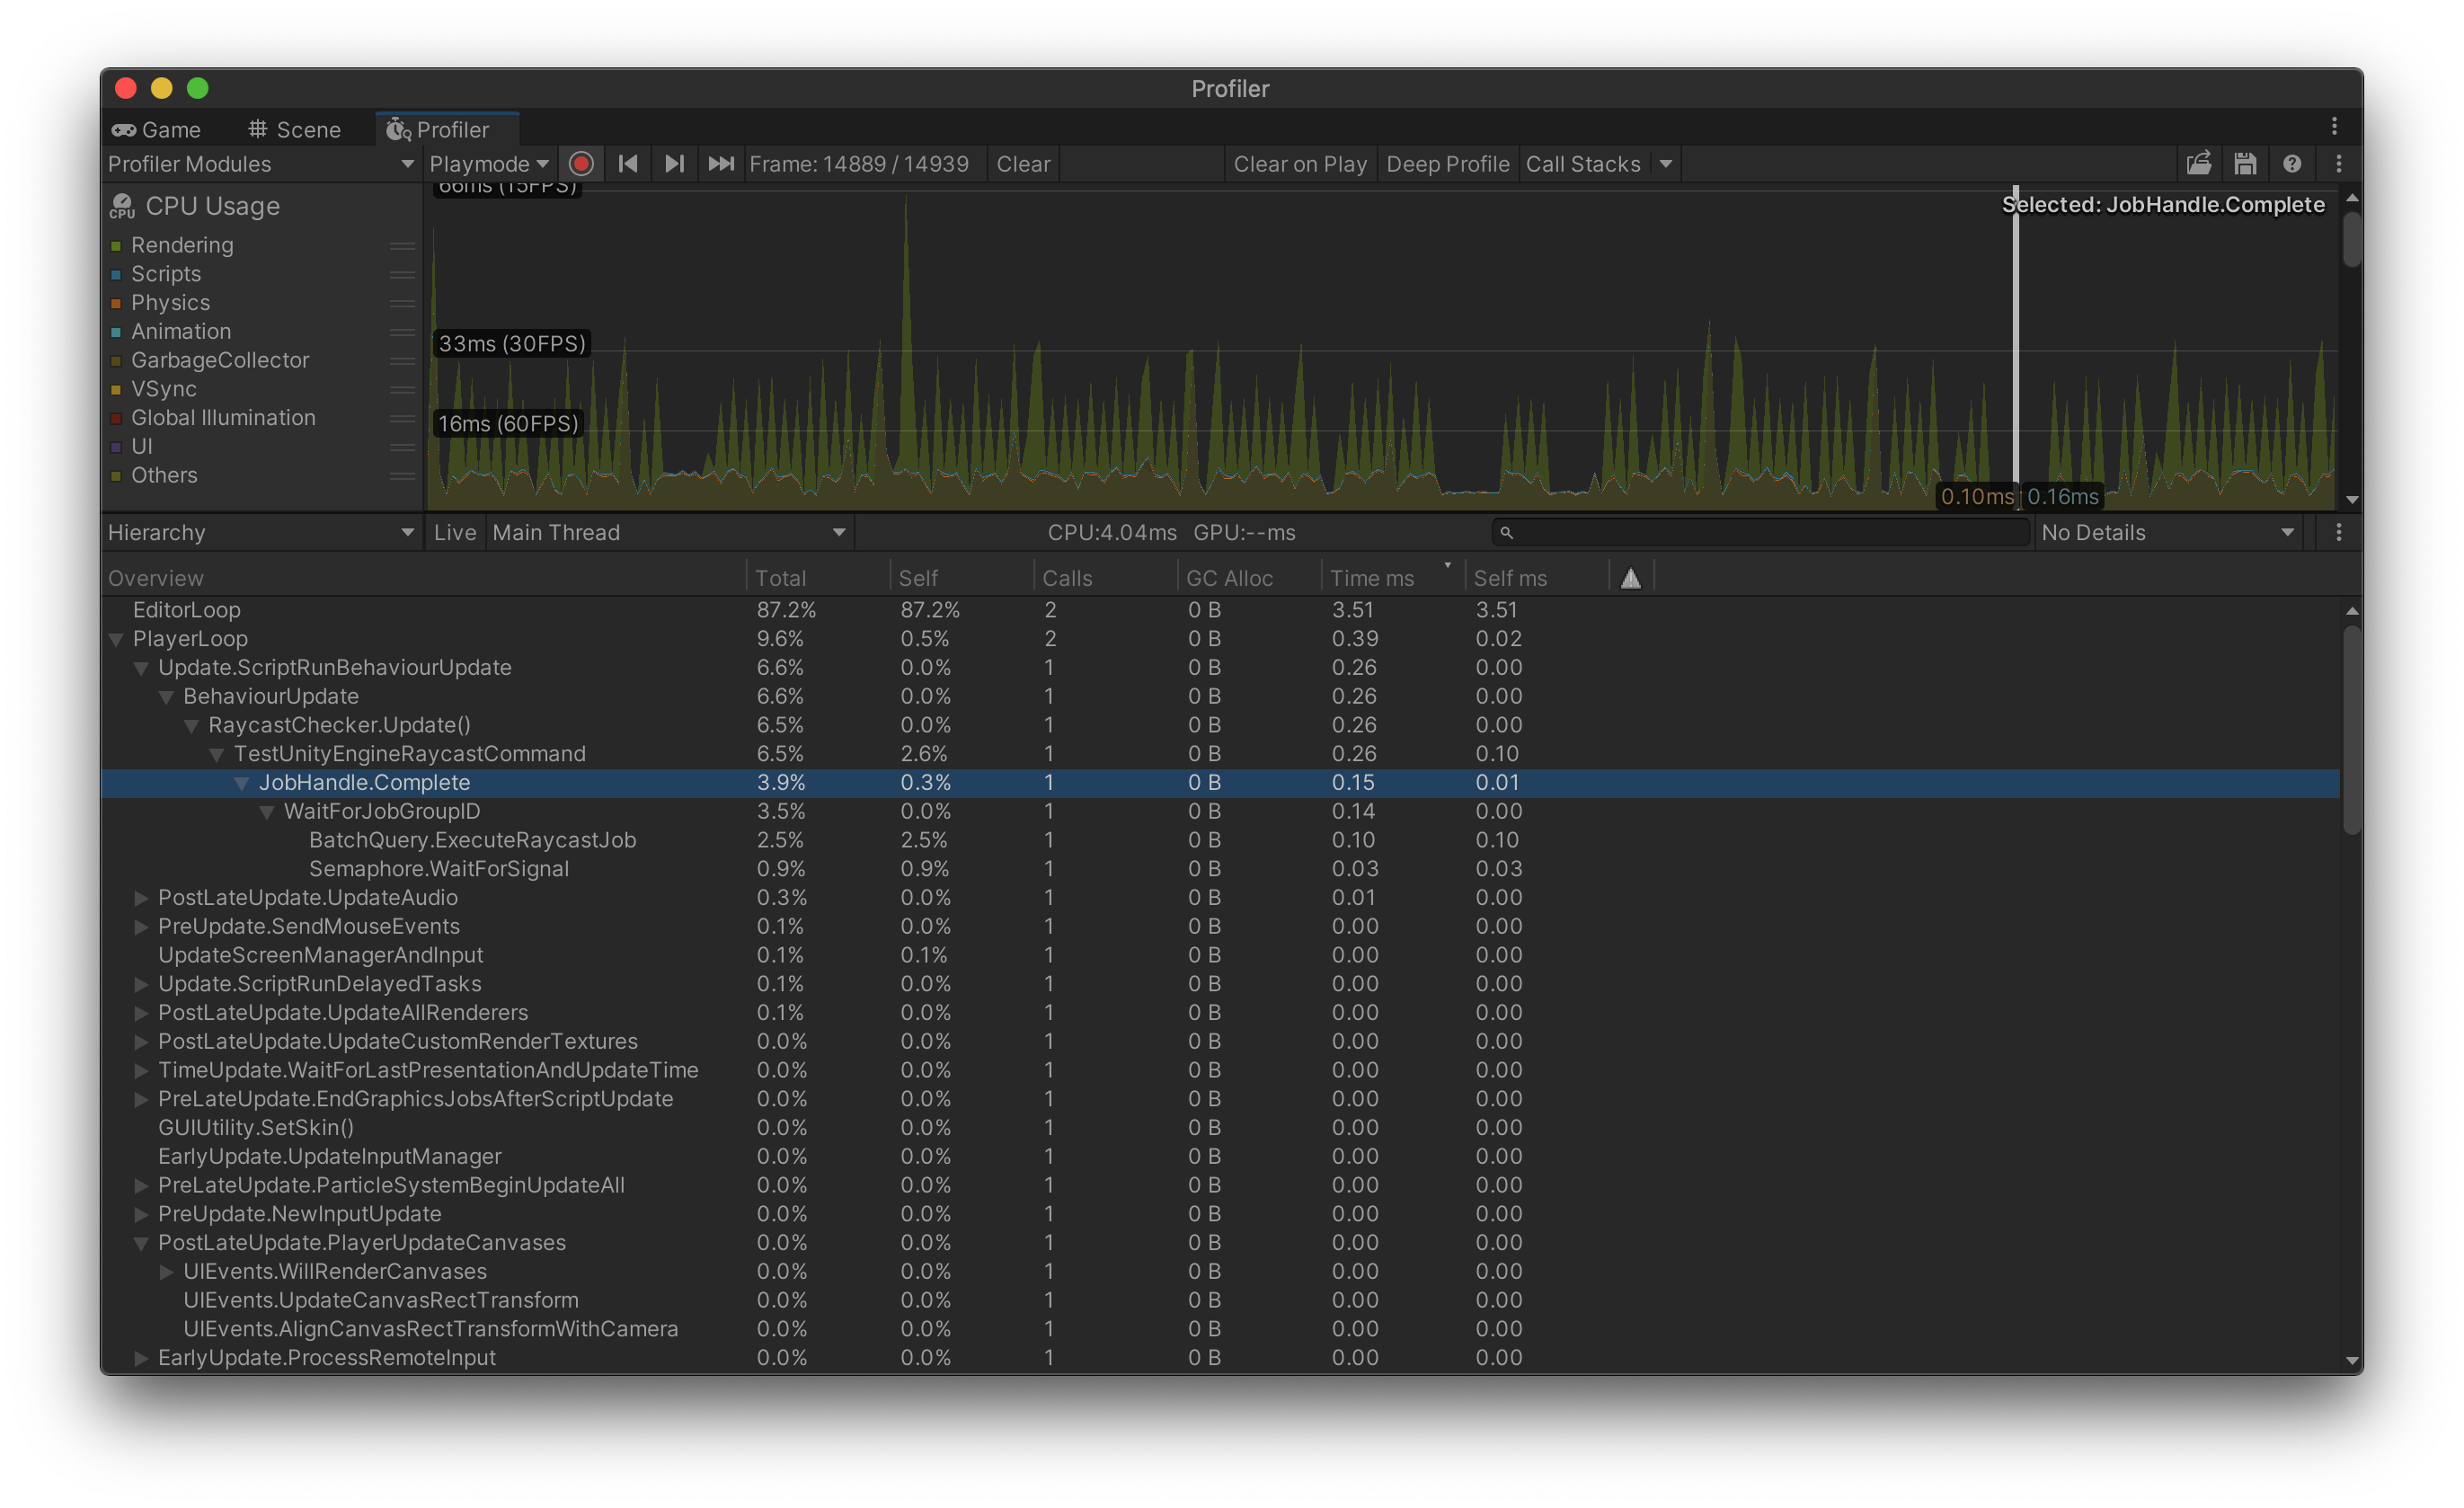 Profiler
Game Scene Profiler
Profiler Modules Playmode Frame: 14889 / 14939 Clear Clear on Play Deep Profile Call Stacks
CPU CPU Usage
66ms (15FPS)
Selected: JobHandle.Complete
Rendering
Scripts
Physics
Animation
33ms (30FPS)
GarbageCollector
VSync
Global Illumination
16ms (60FPS)
UI
Others
0.10ms 0.16ms
Hierarchy Live Main Thread CPU:4.04ms GPU:--ms No Details
Overview Total Self Calls GC Alloc Time ms Self ms
EditorLoop 87.2% 87.2% 2 0 B 3.51 3.51
PlayerLoop 9.6% 0.5% 2 0 B 0.39 0.02
Update.ScriptRunBehaviourUpdate 6.6% 0.0% 1 0 B 0.26 0.00
BehaviourUpdate 6.6% 0.0% 1 0 B 0.26 0.00
RaycastChecker.Update() 6.5% 0.0% 1 0 B 0.26 0.00
TestUnityEngineRaycastCommand 6.5% 2.6% 1 0 B 0.26 0.10
JobHandle.Complete 3.9% 0.3% 1 0 B 0.15 0.01
WaitForJobGroupID 3.5% 0.0% 1 0 B 0.14 0.00
BatchQuery.ExecuteRaycastJob 2.5% 2.5% 1 0 B 0.10 0.10
Semaphore.WaitForSignal 0.9% 0.9% 1 0 B 0.03 0.03
PostLateUpdate.UpdateAudio 0.3% 0.0% 1 0 B 0.01 0.00
PreUpdate.SendMouseEvents 0.1% 0.0% 1 0 B 0.00 0.00
UpdateScreenManagerAndInput 0.1% 0.1% 1 0 B 0.00 0.00
Update.ScriptRunDelayedTasks 0.1% 0.0% 1 0 B 0.00 0.00
PostLateUpdate.UpdateAllRenderers 0.1% 0.0% 1 0 B 0.00 0.00
PostLateUpdate.UpdateCustomRenderTextures 0.0% 0.0% 1 0 B 0.00 0.00
TimeUpdate.WaitForLastPresentationAndUpdateTime 0.0% 0.0% 1 0 B 0.00 0.00
PreLateUpdate.EndGraphicsJobsAfterScriptUpdate 0.0% 0.0% 1 0 B 0.00 0.00
GUIUtility.SetSkin() 0.0% 0.0% 1 0 B 0.00 0.00
EarlyUpdate.UpdateInputManager 0.0% 0.0% 1 0 B 0.00 0.00
PreLateUpdate.ParticleSystemBeginUpdateAll 0.0% 0.0% 1 0 B 0.00 0.00
PreUpdate.NewInputUpdate 0.0% 0.0% 1 0 B 0.00 0.00
PostLateUpdate.PlayerUpdateCanvases 0.0% 0.0% 1 0 B 0.00 0.00
UIEvents.WillRenderCanvases 0.0% 0.0% 1 0 B 0.00 0.00
UIEvents.UpdateCanvasRectTransform 0.0% 0.0% 1 0 B 0.00 0.00
UIEvents.AlignCanvasRectTransformWithCamera 0.0% 0.0% 1 0 B 0.00 0.00
EarlyUpdate.ProcessRemoteInput 0.0% 0.0% 1 0 B 0.00 0.00